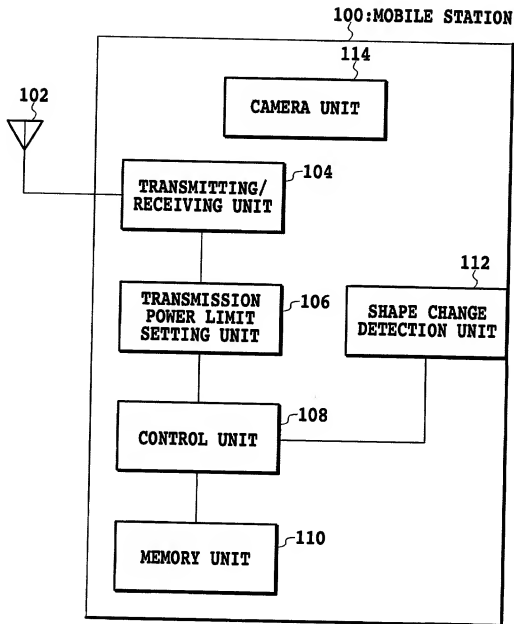 100:MOBILE STATION
114
CAMERA UNIT
102
104
TRANSMITTING/
RECEIVING UNIT
112
TRANSMISSION
POWER LIMIT
SETTING UNIT
106
SHAPE CHANGE
DETECTION UNIT
108
CONTROL UNIT
110
MEMORY UNIT